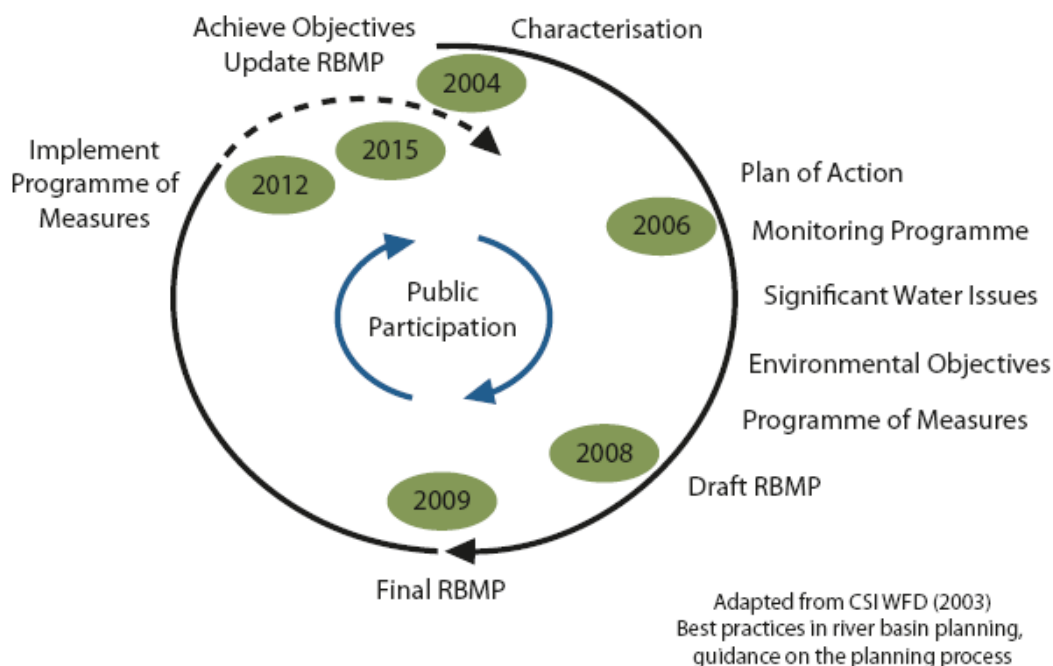 Achieve Objectives
Update RBMP
Characterisation
2004
2015
2012
Implement
Programme of
Measures
Plan of Action
2006
Monitoring Programme
Significant Water Issues
Public
Participation
Environmental Objectives
Programme of Measures
2008
Draft RBMP
2009
Final RBMP
Adapted from CSI WFD (2003)
Best practices in river basin planning,
guidance on the planning process